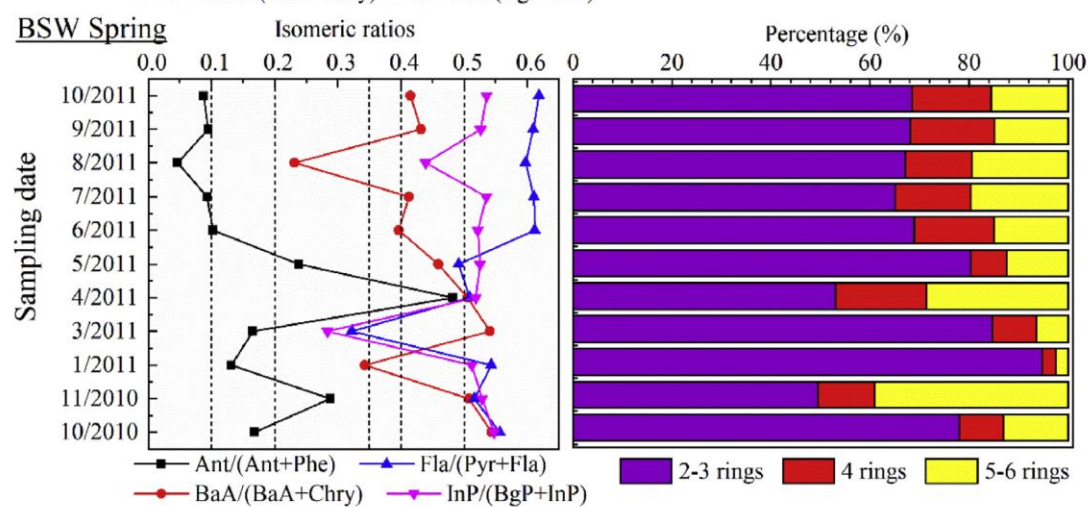 BSW Spring
Isomeric ratios
Percentage (%)
0.0 0.1 0.2 0.3 0.4 0.5 0.6
0 20 40 60 80 100
Sampling date
10/2011
9/2011
8/2011
7/2011
6/2011
5/2011
4/2011
3/2011
1/2011
11/2010
10/2010
Ant/(Ant+Phe) Fla/(Pyr+Fla)
BaA/(BaA+Chry) InP/(BgP+InP)
2-3 rings 4 rings 5-6 rings